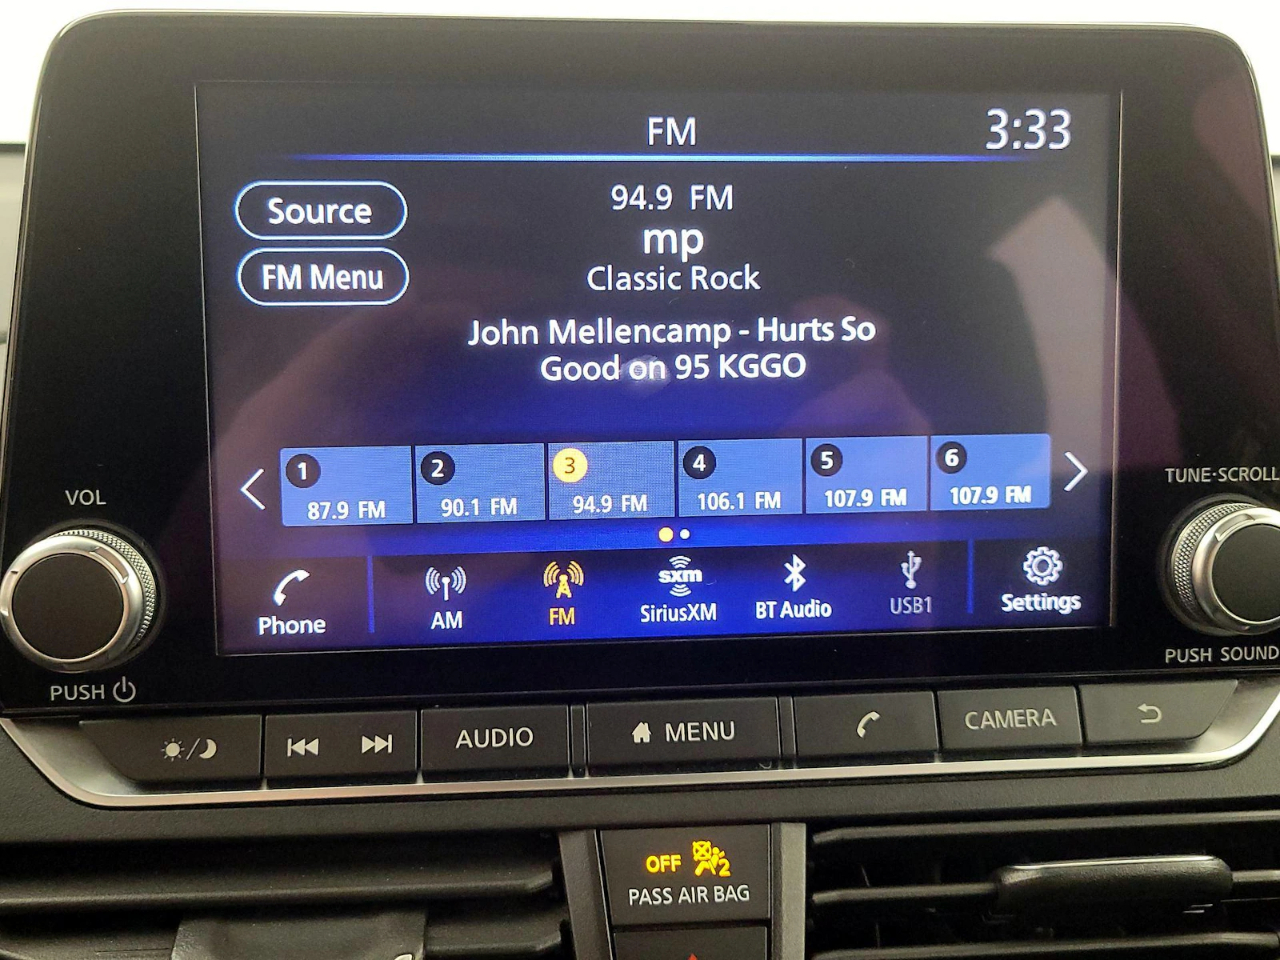 FM
3:33
Source
94.9 FM
mp
FM Menu
Classic Rock
John Mellencamp - Hurts So
Good on 95 KGGO
1
2
3
4
5
6
87.9 FM
90.1 FM
94.9 FM
106.1 FM
107.9 FM
107.9 FM
VOL
TUNE·SCROLL
Phone
AM
FM
sxm
SiriusXM
BT Audio
USB1
Settings
PUSH
PUSH SOUND
AUDIO
MENU
CAMERA
OFF
2
PASS AIR BAG